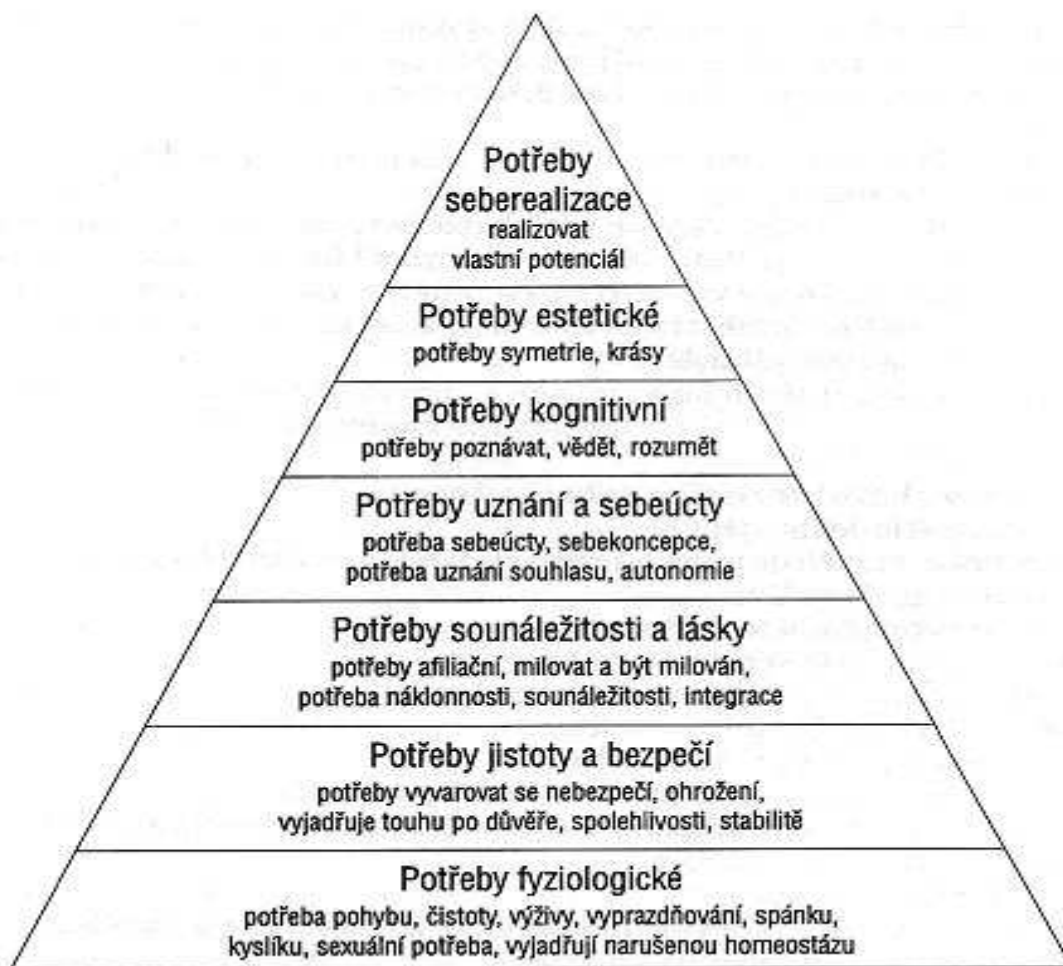 Potřeby
seberealizace
realizovat
vlastní potenciál
Potřeby estetické
potřeby symetrie, krásy
Potřeby kognitivní
potřeby poznávat, vědět, rozumět
Potřeby uznání a sebeúcty
potřeba sebeúcty, sebekoncepce,
potřeba uznání souhlasu, autonomie
Potřeby sounáležitosti a lásky
potřeby afiliační, milovat a být milován,
potřeba náklonnosti, sounáležitosti, integrace
Potřeby jistoty a bezpečí
potřeby vyvarovat se nebezpečí, ohrožení,
vyjadřuje touhu po důvěře, spolehlivosti, stabilitě
Potřeby fyziologické
potřeba pohybu, čistoty, výživy, vyprazdňování, spánku,
kyslíku, sexuální potřeba, vyjadřují narušenou homeostázu